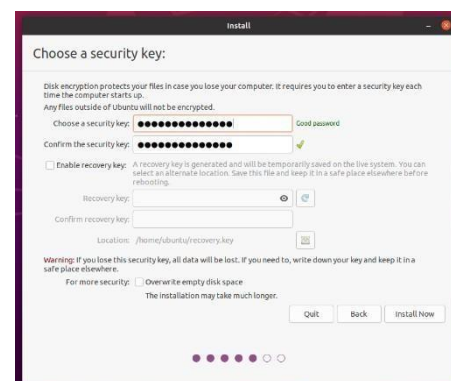 Install
Choose a security key:
Disk encryption protects your files in case you lose your computer. It requires you to enter a security key each
time the computer starts up.
Any files outside of Ubuntu will not be encrypted.
Choose a security key: ●●●●●●●●●●●●●● Good password
Confirm the security key: ●●●●●●●●●●●●●●
Enable recovery key: A recovery key is generated and will be temporarily saved on the live system. You can
select an alternate location. Save this file and keep it in a safe place elsewhere before
rebooting.
Recovery key:
Confirm recovery key:
Location: /home/ubuntu/recovery.key
Warning: If you lose this security key, all data will be lost. If you need to, write down your key and keep it in a
safe place elsewhere.
For more security: Overwrite empty disk space
The installation may take much longer.
Quit Back Install Now